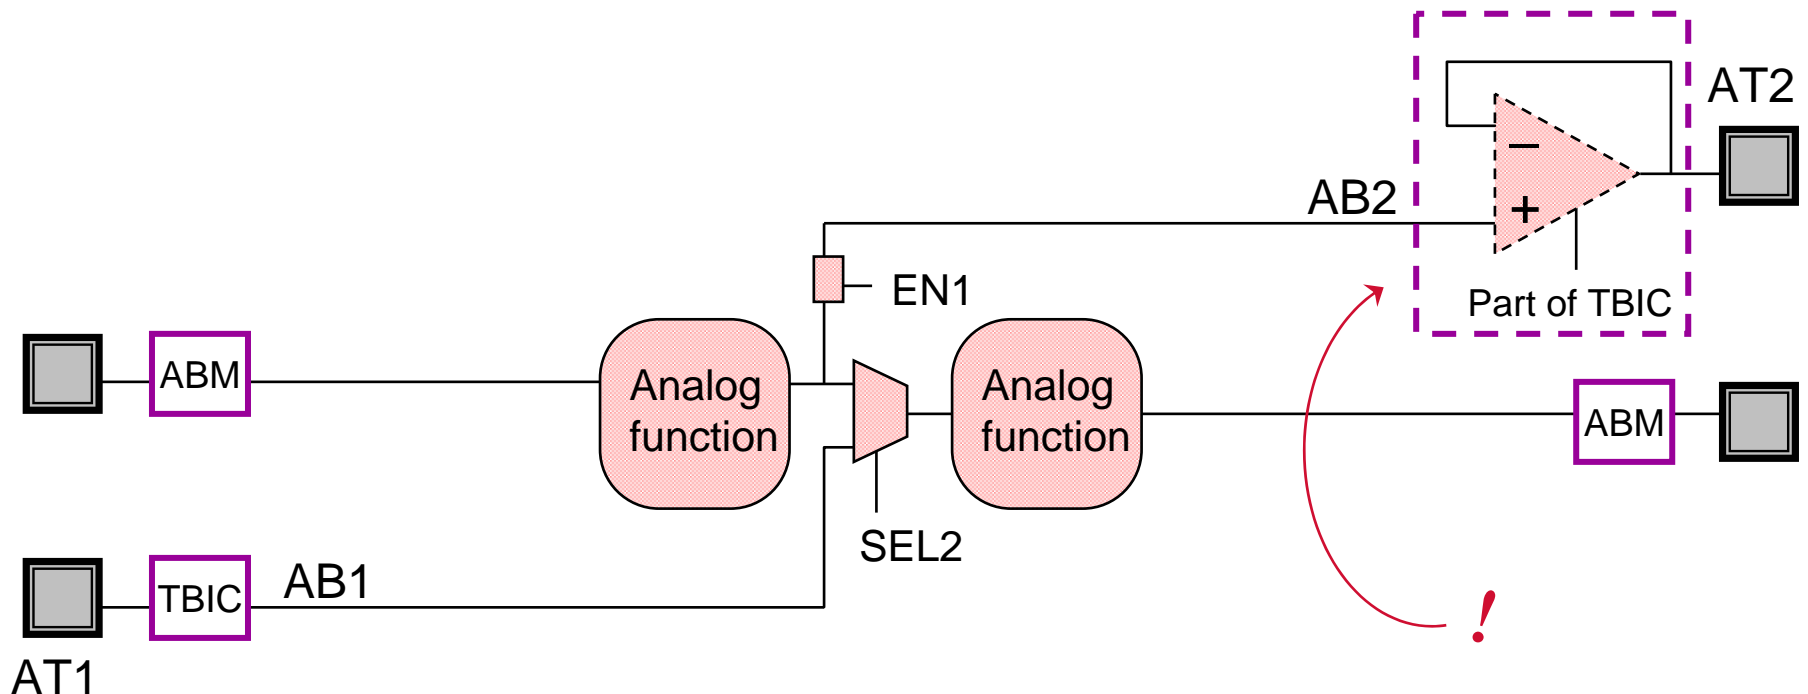 AT2
−
+
AB2
Part of TBIC
EN1
ABM
Analog
function
Analog
function
ABM
SEL2
TBIC
AB1
!
AT1